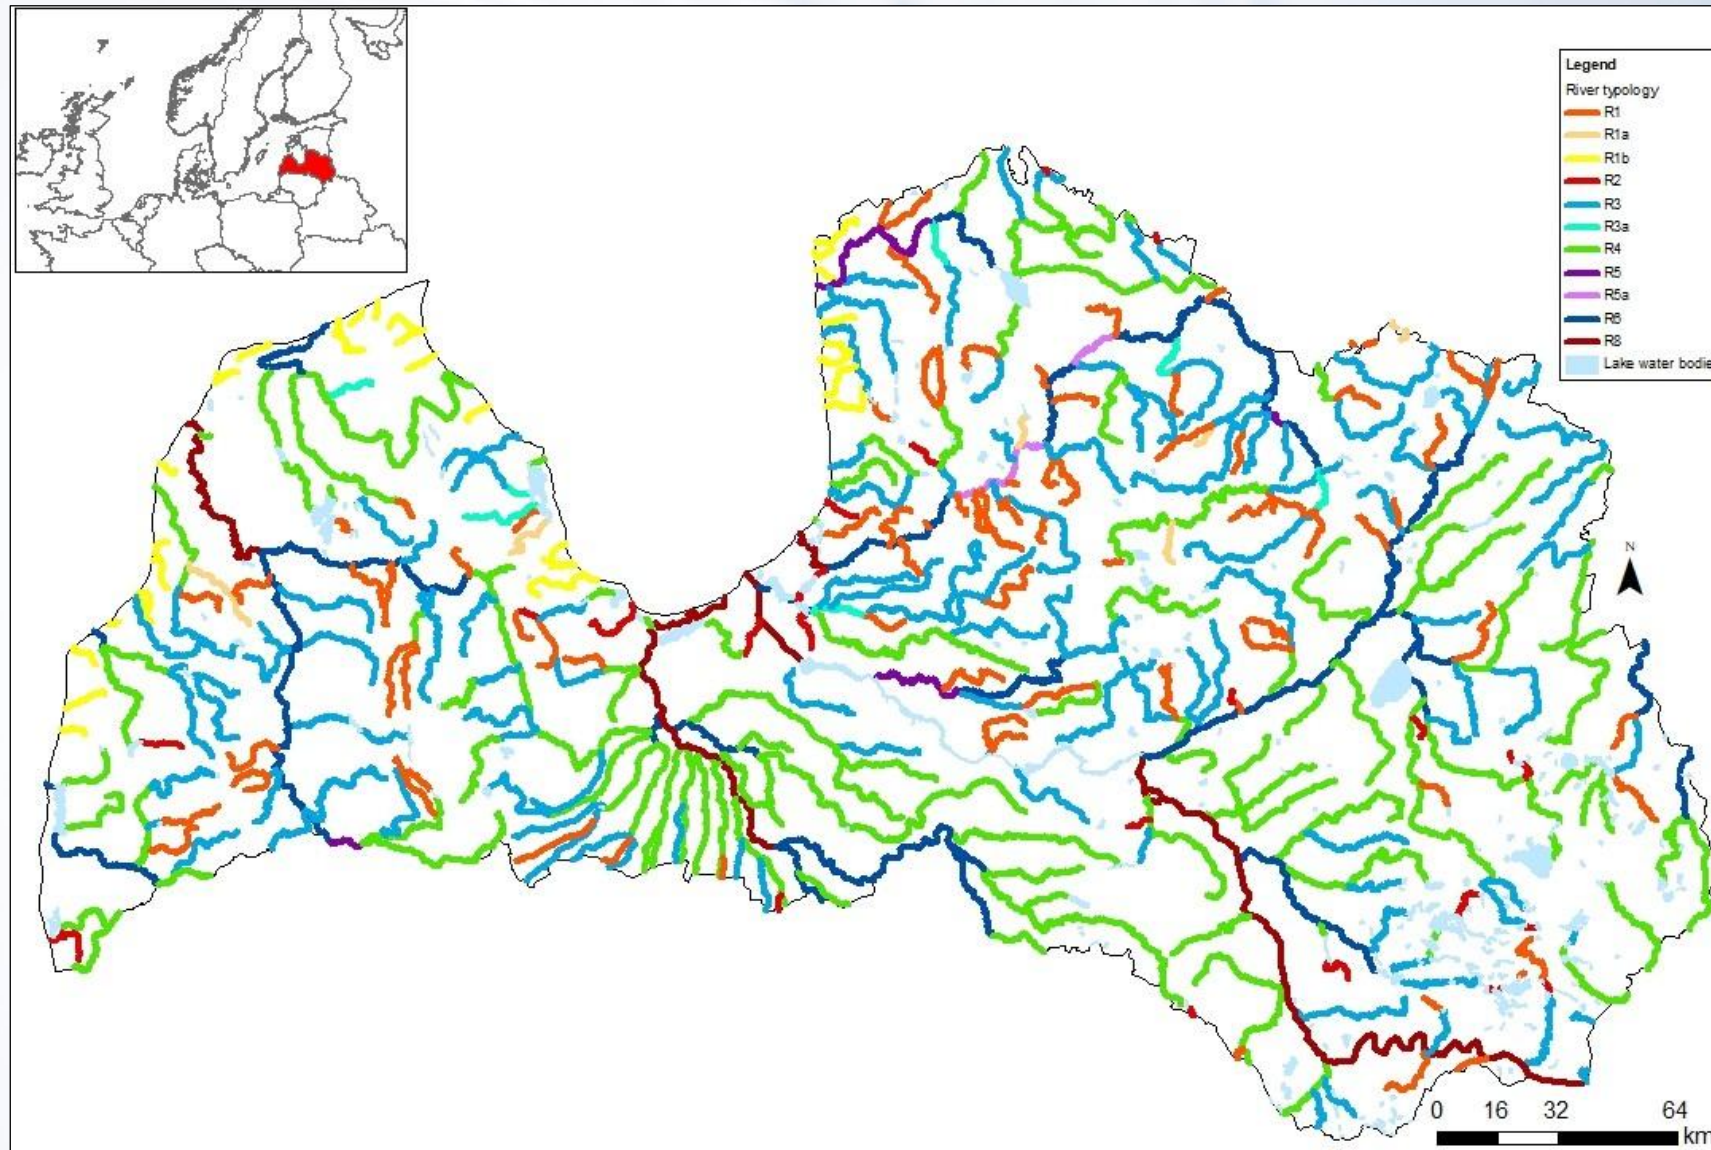 Legend
River typology
R1
R1a
R1b
R2
R3
R3a
R4
R5
R5a
R6
R8
Lake water bodie
N
0 16 32 64
km